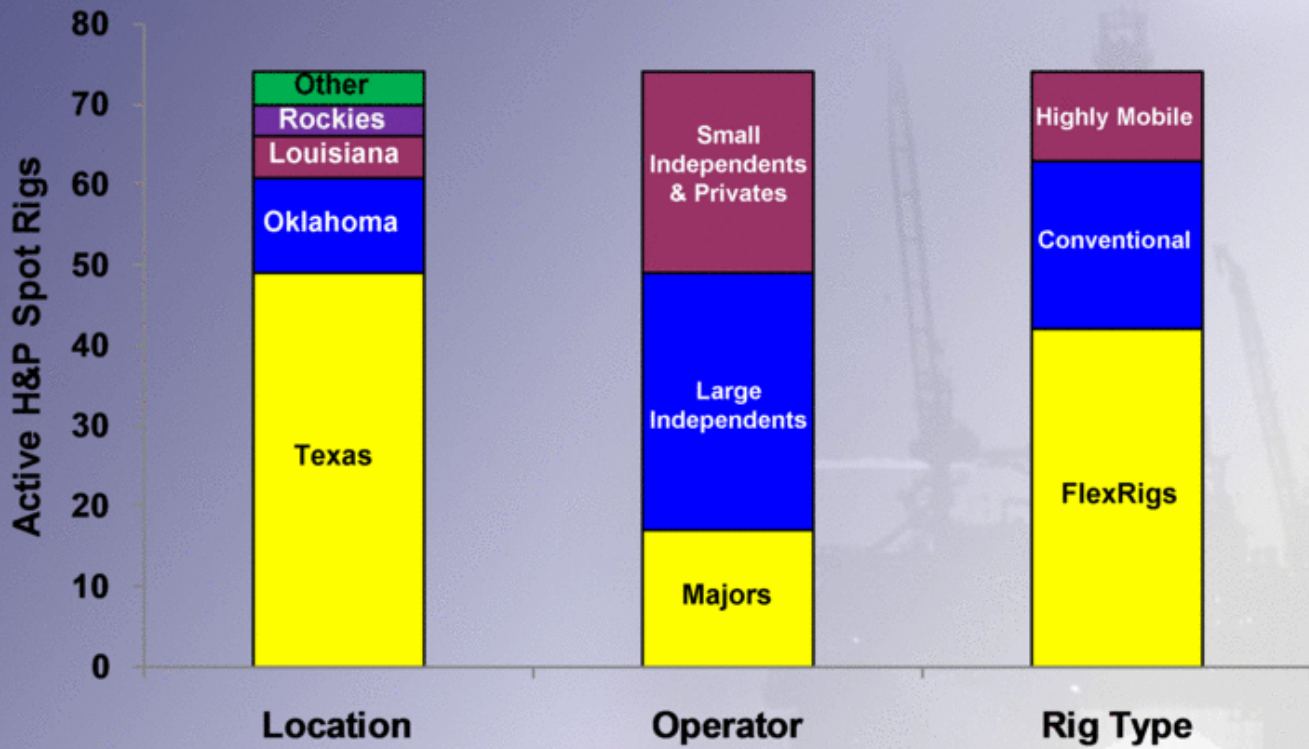 Active H&P Spot Rigs
80
70
60
50
40
30
20
10
0
Other
Rockies
Louisiana
Oklahoma
Texas
Small
Independents
& Privates
Large
Independents
Majors
Highly Mobile
Conventional
FlexRigs
Location
Operator
Rig Type